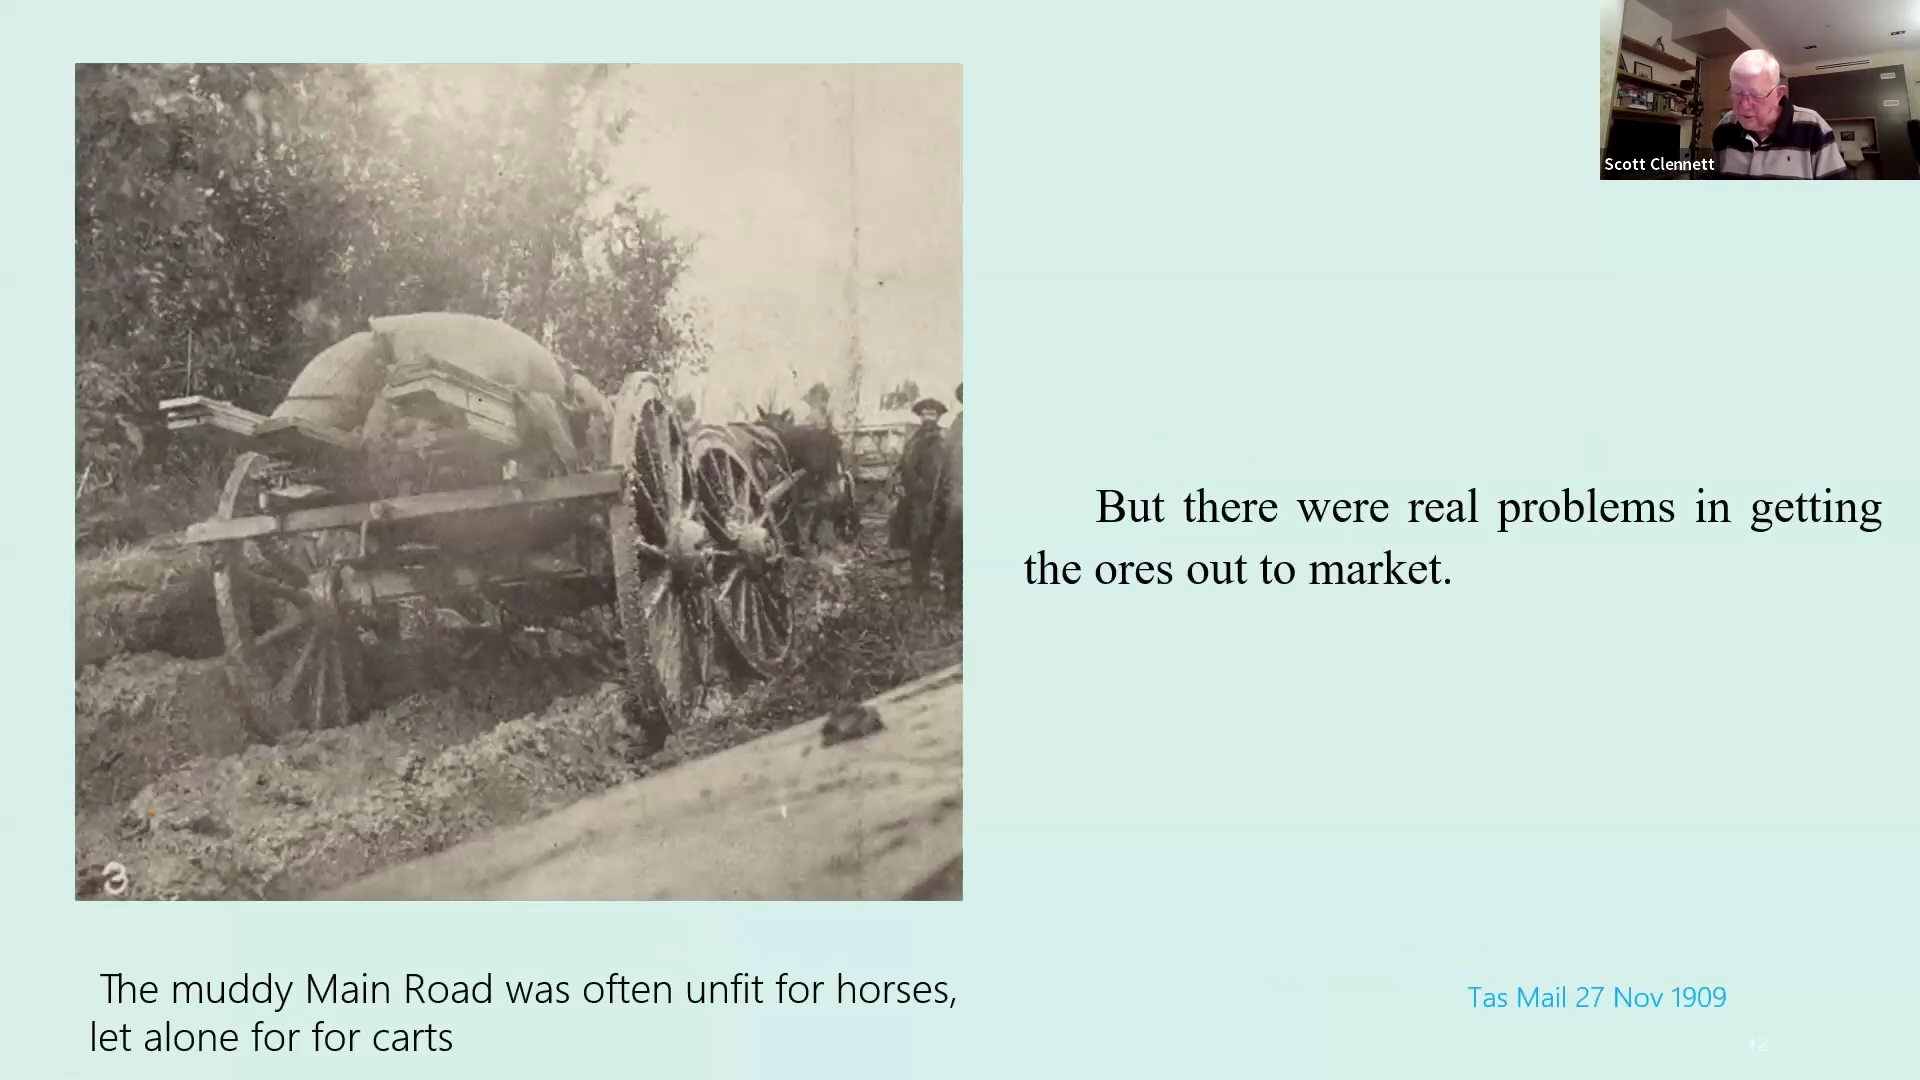 Scott Clennett
But there were real problems in getting
the ores out to market.
3
The muddy Main Road was often unfit for horses,
let alone for for carts
Tas Mail 27 Nov 1909
12